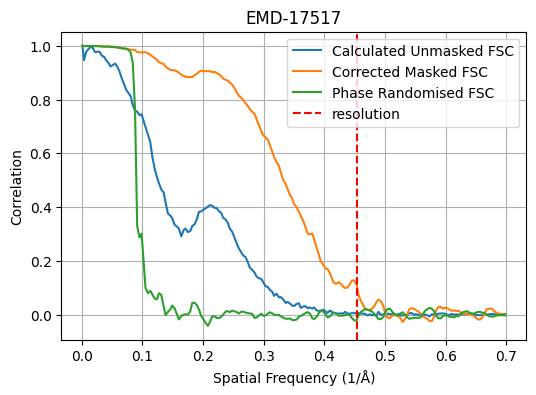 EMD-17517
Calculated Unmasked FSC
Corrected Masked FSC
Phase Randomised FSC
resolution
Correlation
1.0
0.8
0.6
0.4
0.2
0.0
0.0 0.1 0.2 0.3 0.4 0.5 0.6 0.7
Spatial Frequency (1/Å)